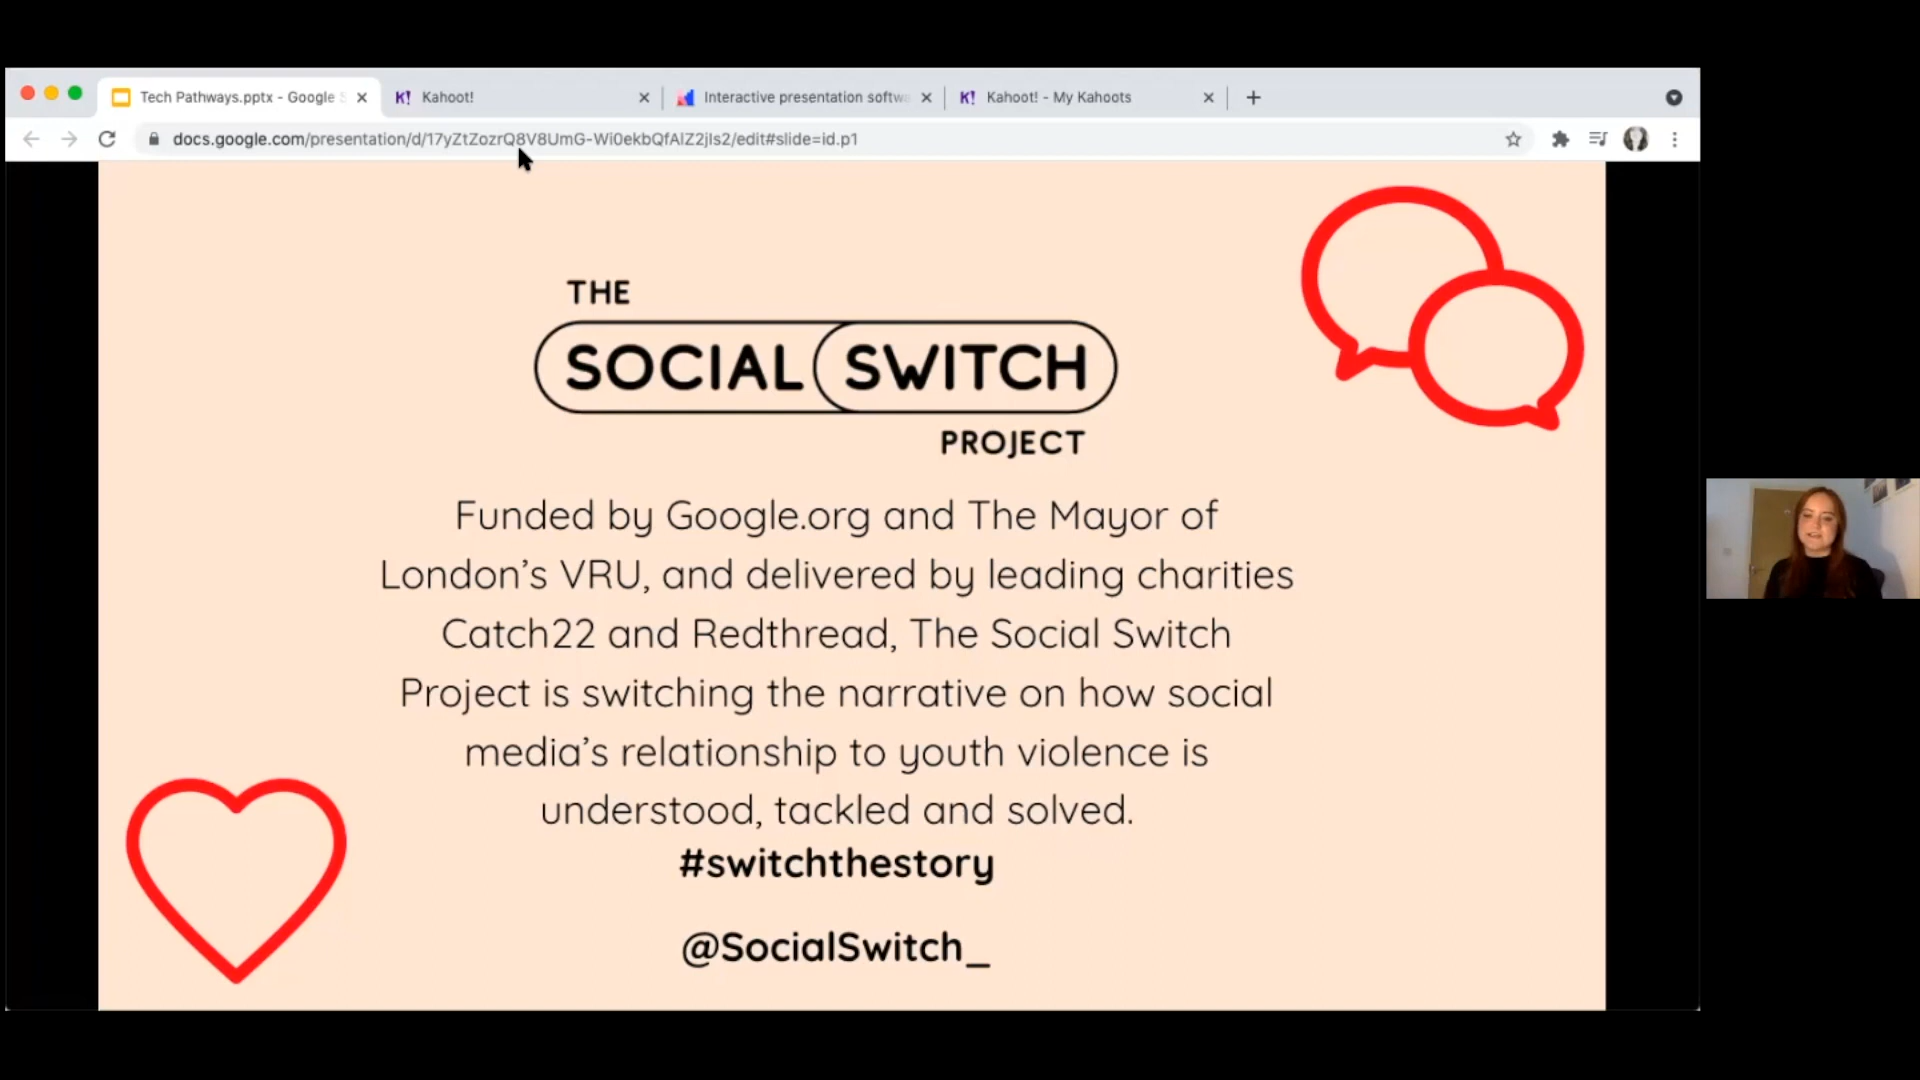 Tech Pathways.pptx - Google S
Kahoot!
Interactive presentation softwa
Kahoot! - My Kahoots
docs.google.com/presentation/d/17yZtZozrQ8V8UmG-Wi0ekbQfAlZ2jIs2/edit#slide=id.p1
THE
SOCIAL SWITCH
PROJECT
Funded by Google.org and The Mayor of
London’s VRU, and delivered by leading charities
Catch22 and Redthread, The Social Switch
Project is switching the narrative on how social
media’s relationship to youth violence is
understood, tackled and solved.
#switchthestory
@SocialSwitch_